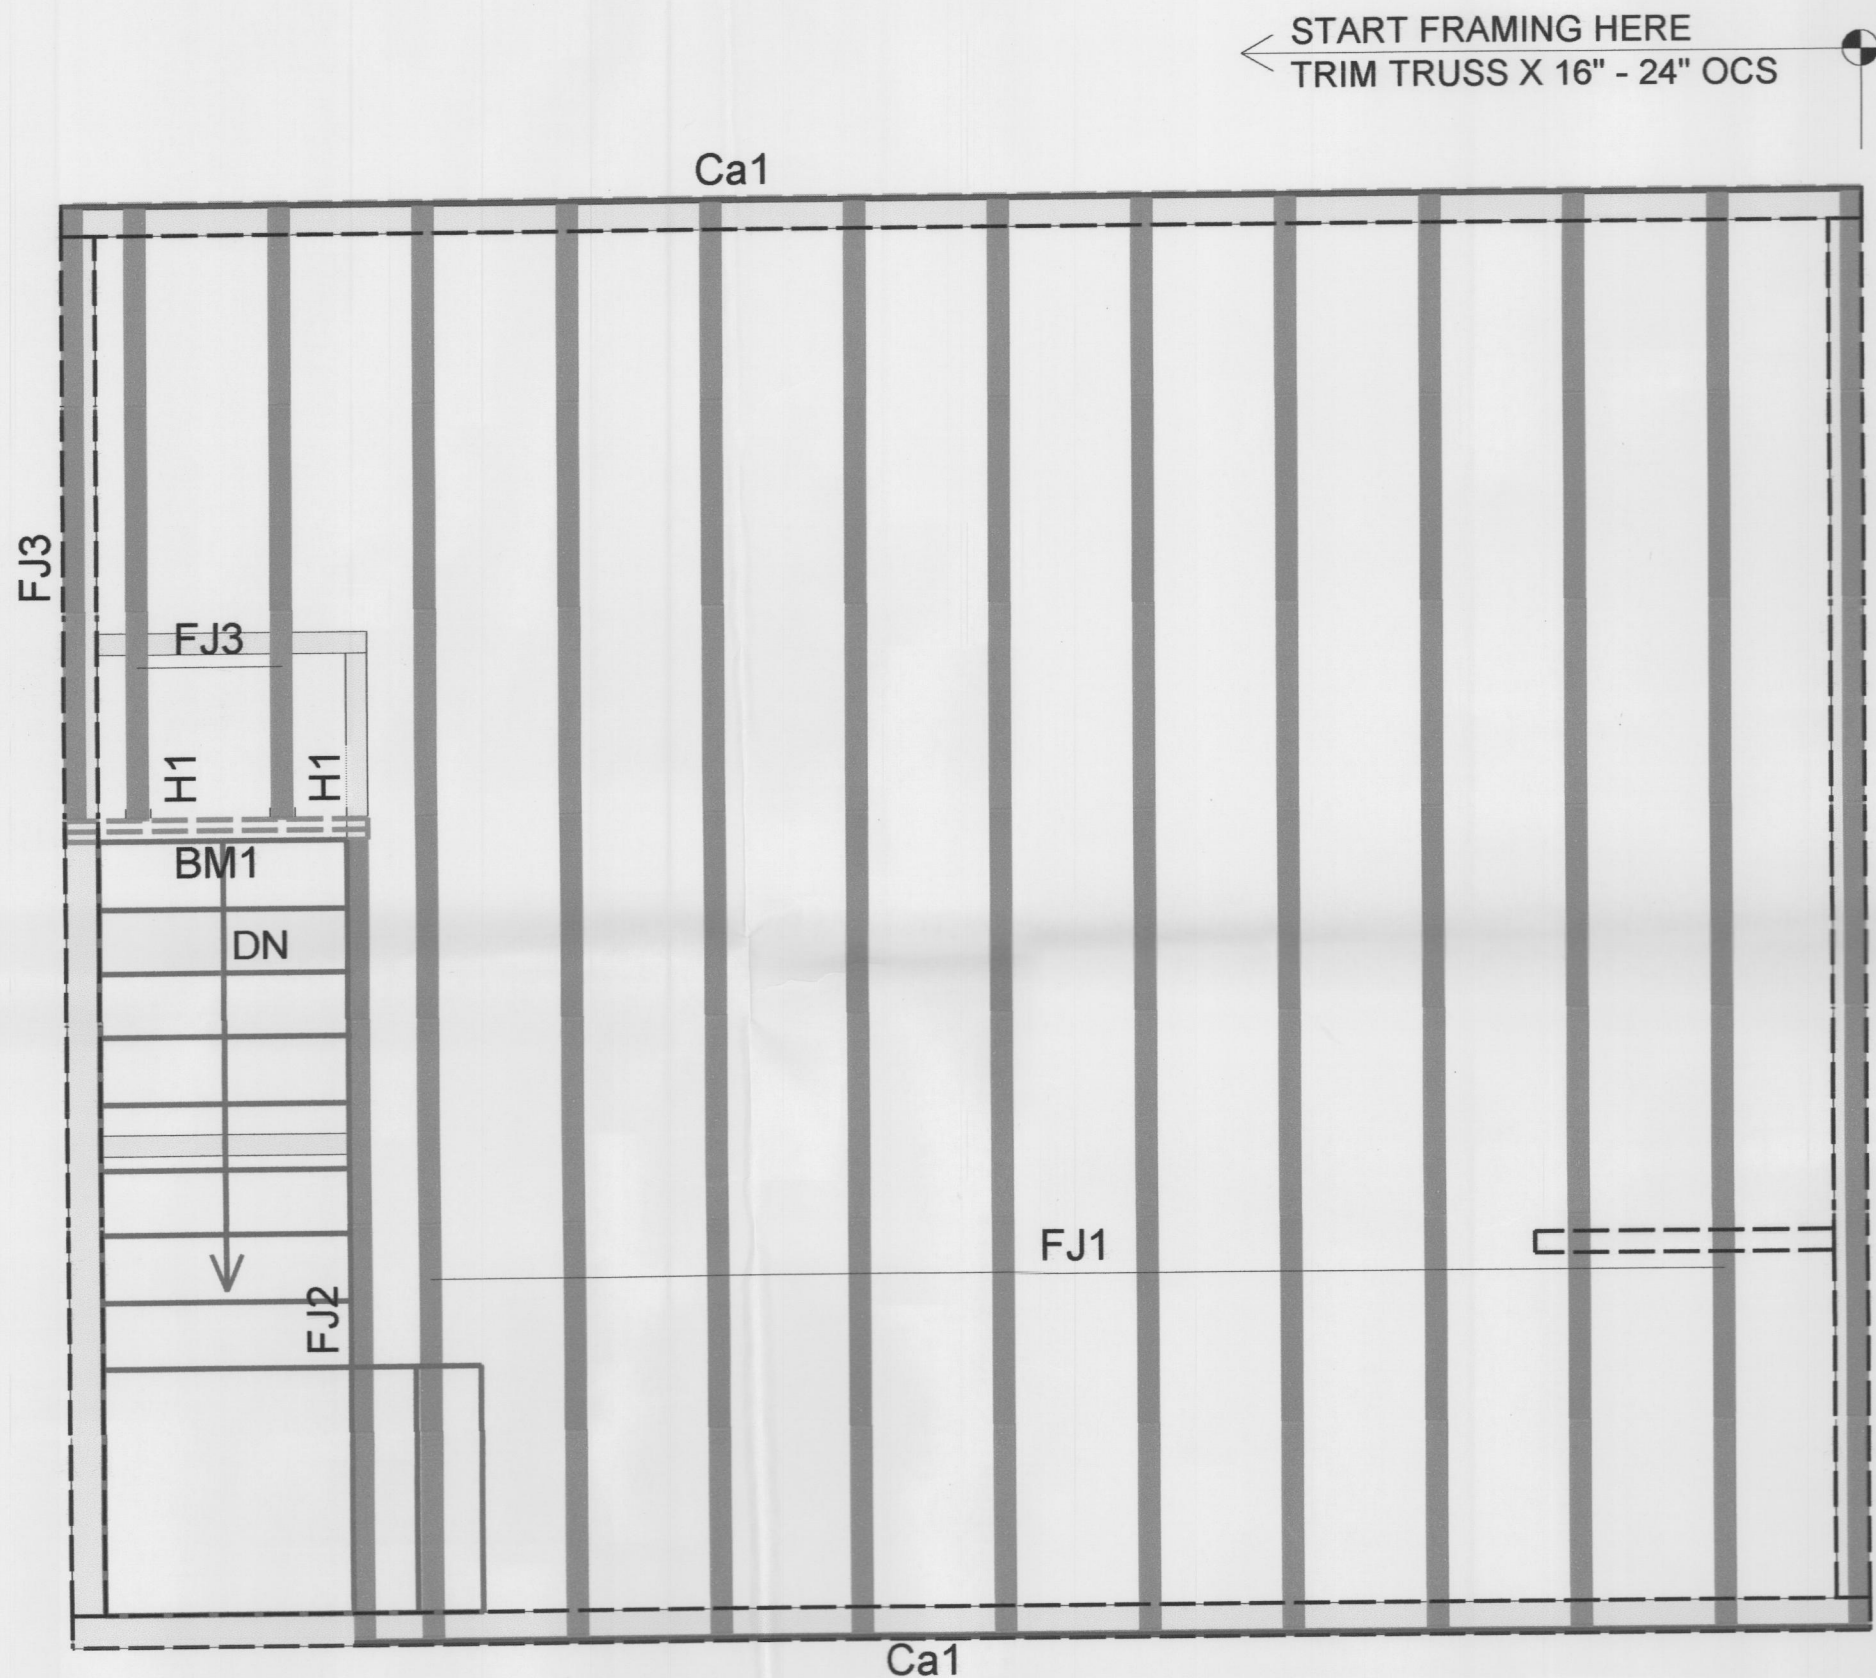 START FRAMING HERE
TRIM TRUSS X 16" - 24" OCS
Ca1
FJ3
FJ3
H1
H1
BM1
DN
FJ1
FJ2
Ca1